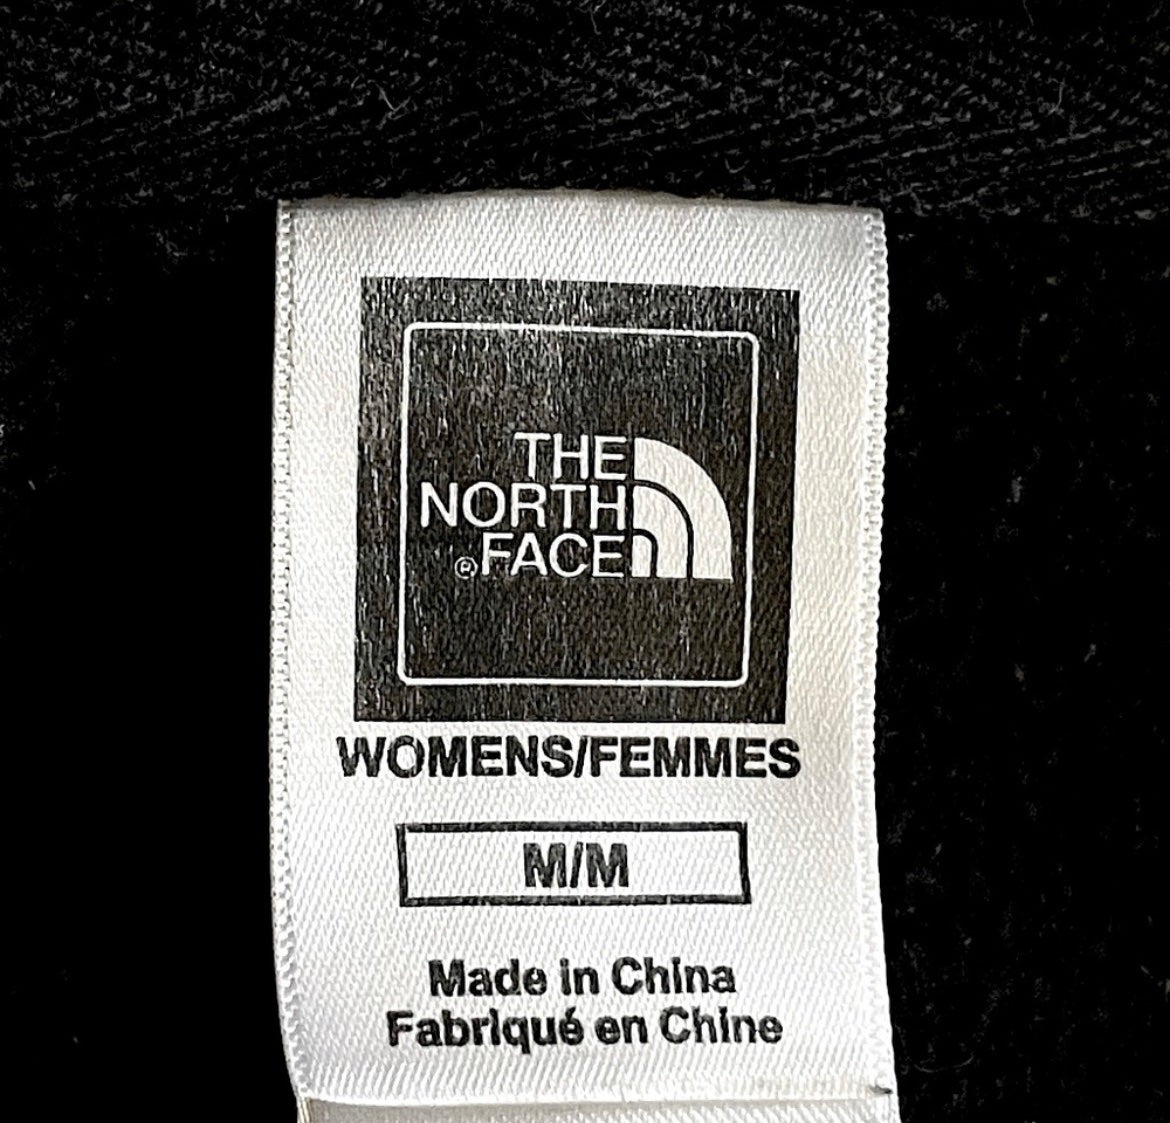 THE
NORTH
®FACE
WOMENS/FEMMES
M/M
Made in China
Fabriqué en Chine